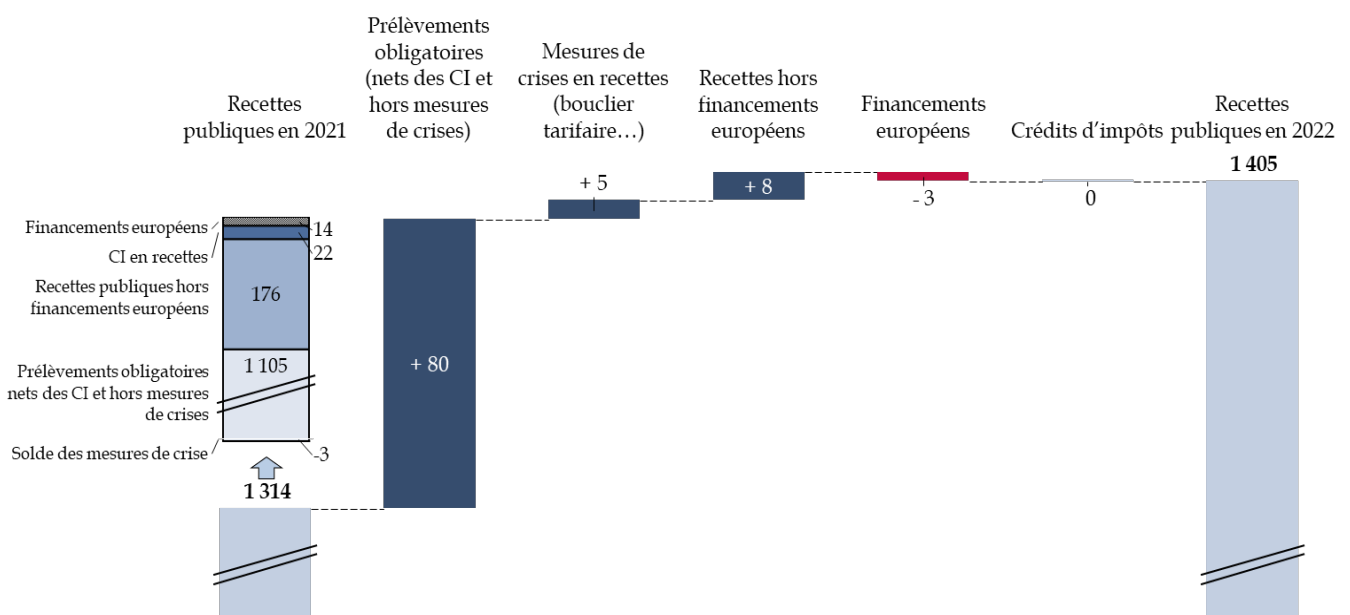 Recettes
publiques en 2021
Prélèvements
obligatoires
(nets des CI et
hors mesures
de crises)
Mesures de
crises en recettes
(bouclier
tarifaire…)
Recettes hors
financements
européens
Financements
européens
Crédits d'impôts
Recettes
publiques en 2022
1 405
+ 5
+ 8
- 3
0
Financements européens
14
CI en recettes
22
Recettes publiques hors
financements européens
176
Prélèvements obligatoires
nets des CI et hors mesures
de crises
1 105
+ 80
Solde des mesures de crise
-3
1 314